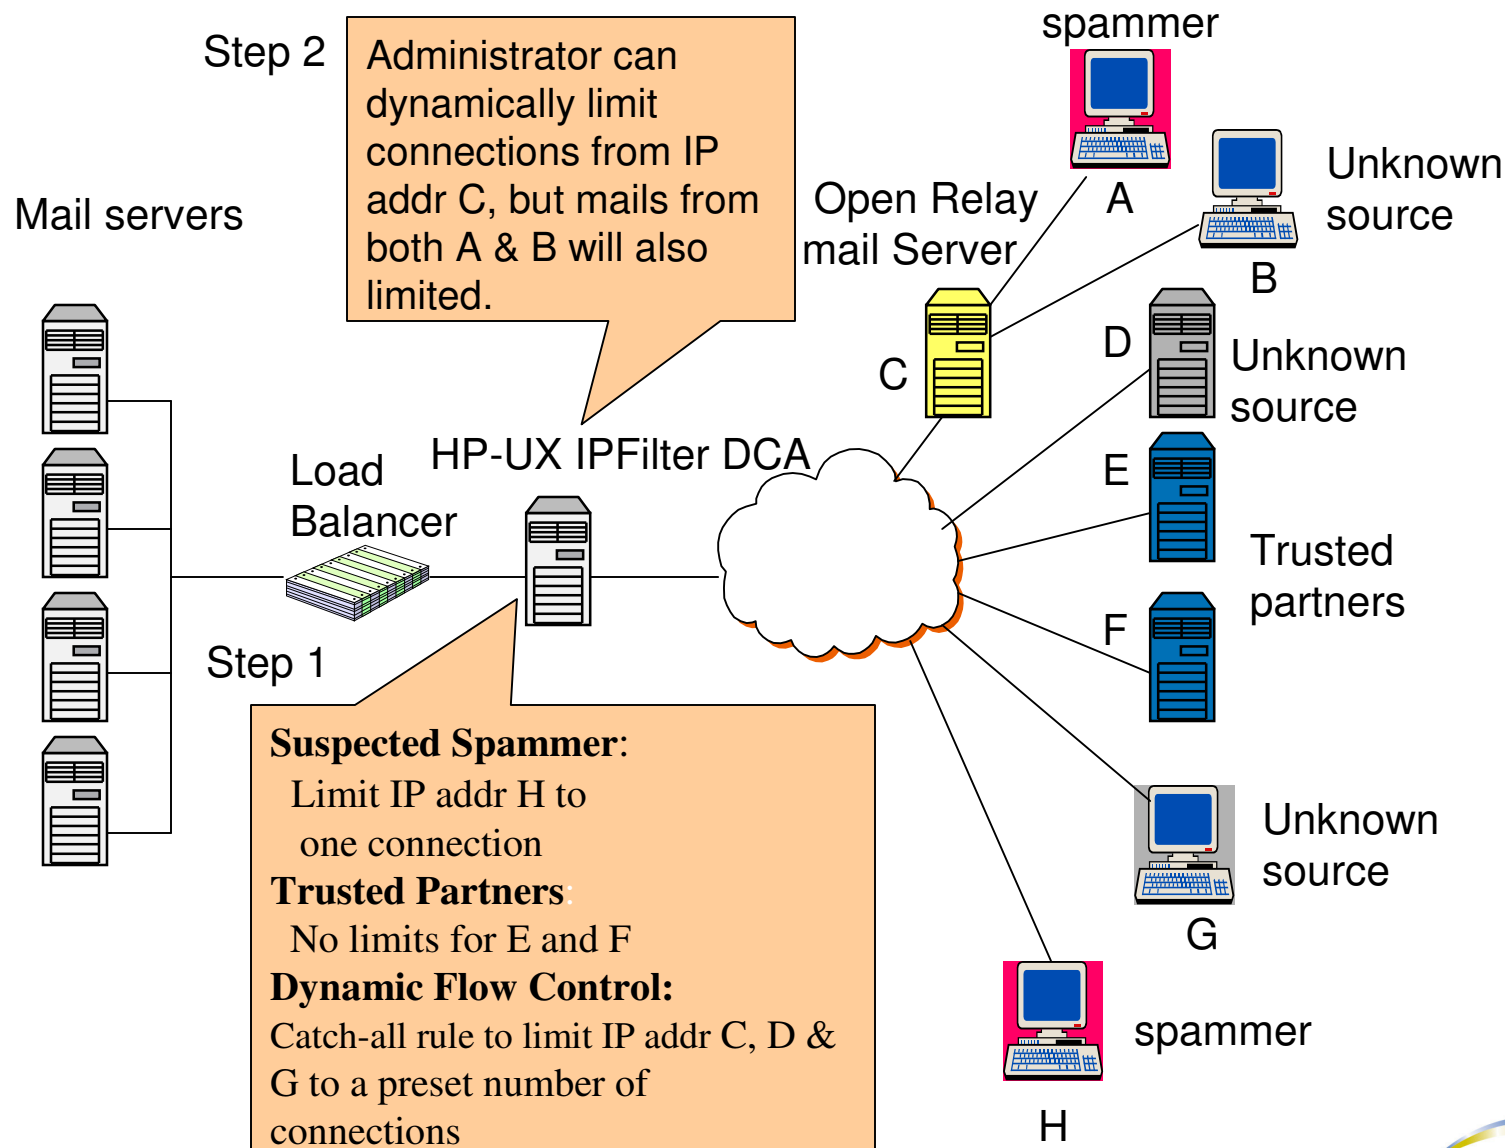 Step 2
Administrator can
dynamically limit
connections from IP
addr C, but mails from
both A & B will also
limited.
spammer
A
Unknown
source
B
Mail servers
Open Relay
mail Server
C
D
Unknown
source
HP-UX IPFilter DCA
Load
Balancer
E
Trusted
partners
F
Step 1
Suspected Spammer:
Limit IP addr H to
one connection
Trusted Partners:
No limits for E and F
Dynamic Flow Control:
Catch-all rule to limit IP addr C, D &
G to a preset number of
connections
Unknown
source
G
spammer
H